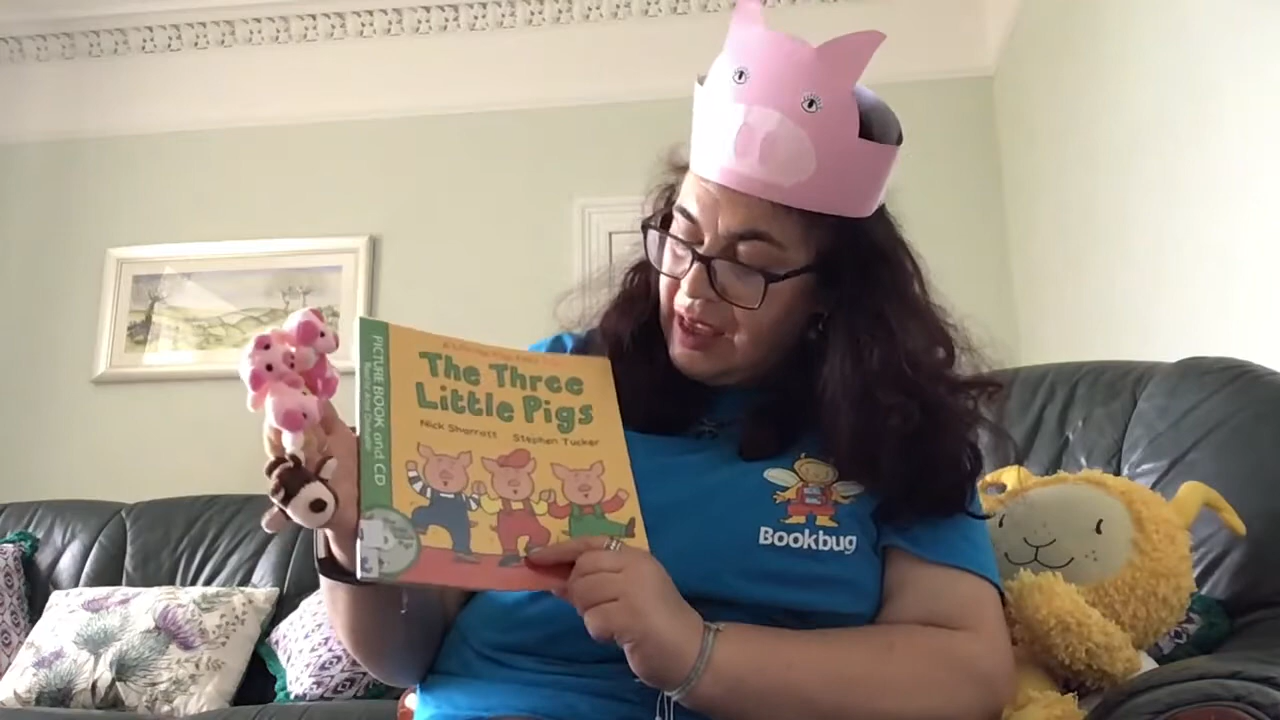 The Three
Little Pigs
Nick Sharratt Stephen Tucker
PICTURE BOOK and CD
Bookbug